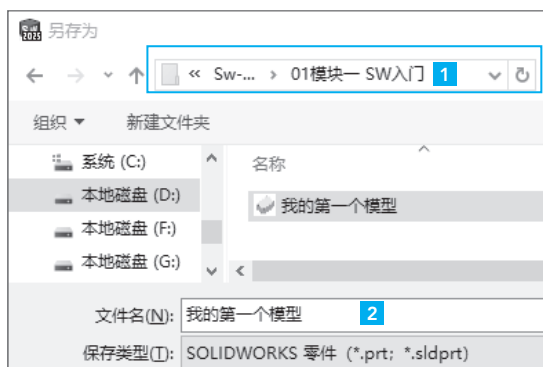 SW 2025 另存为
« Sw-... › 01模块一 SW入门 1
组织 新建文件夹
系统 (C:)
名称
本地磁盘 (D:)
我的第一个模型
本地磁盘 (F:)
本地磁盘 (G:)
文件名(N): 我的第一个模型 2
保存类型(T): SOLIDWORKS 零件 (*.prt; *.sldprt)